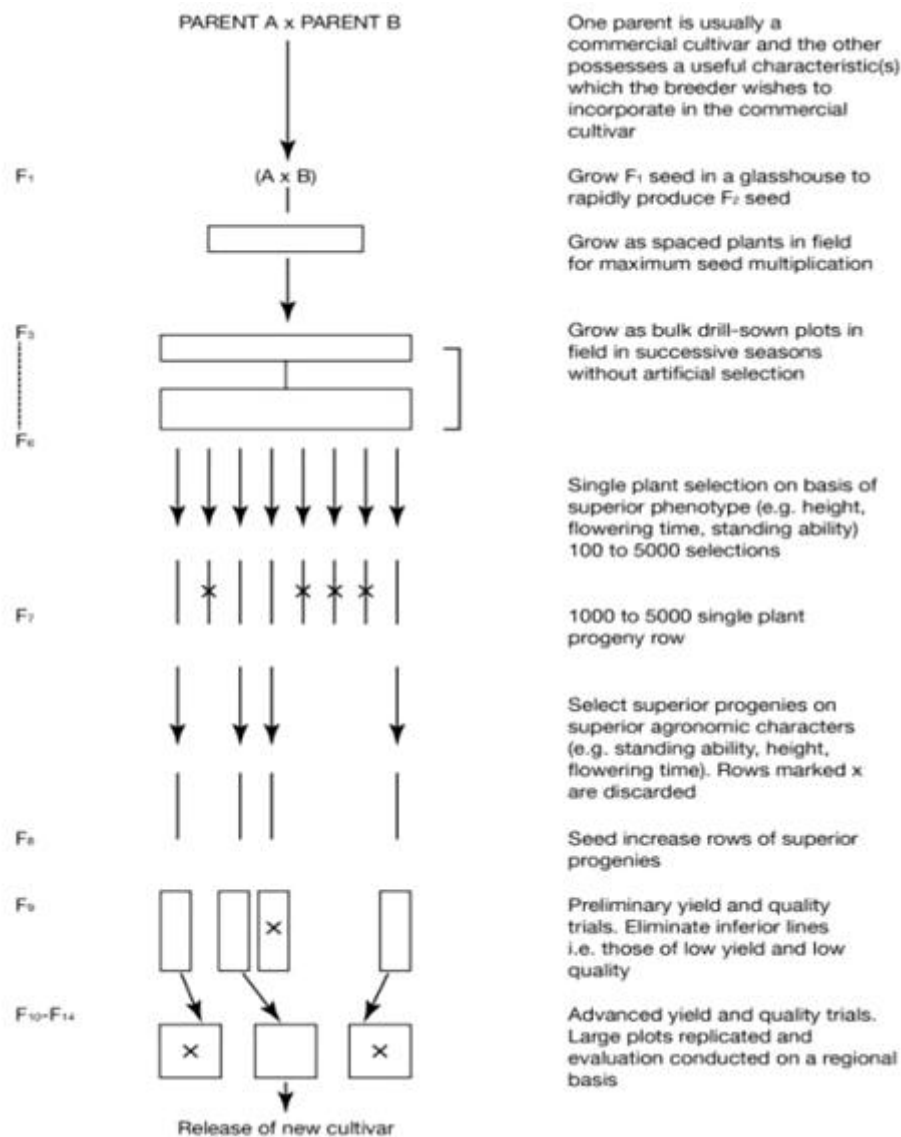 PARENT A x PARENT B
One parent is usually a
commercial cultivar and the other
possesses a useful characteristic(s)
which the breeder wishes to
incorporate in the commercial
cultivar
F₁
(A x B)
Grow F₁ seed in a glasshouse to
rapidly produce F₂ seed
Grow as spaced plants in field
for maximum seed multiplication
F₃
Grow as bulk drill-sown plots in
field in successive seasons
without artificial selection
F₆
Single plant selection on basis of
superior phenotype (e.g. height,
flowering time, standing ability)
100 to 5000 selections
x x x x
F₇
1000 to 5000 single plant
progeny row
Select superior progenies on
superior agronomic characters
(e.g. standing ability, height,
flowering time). Rows marked x
are discarded
F₈
Seed increase rows of superior
progenies
F₉
x
Preliminary yield and quality
trials. Eliminate inferior lines
i.e. those of low yield and low
quality
F₁₀-F₁₄
x x
Advanced yield and quality trials.
Large plots replicated and
evaluation conducted on a regional
basis
Release of new cultivar